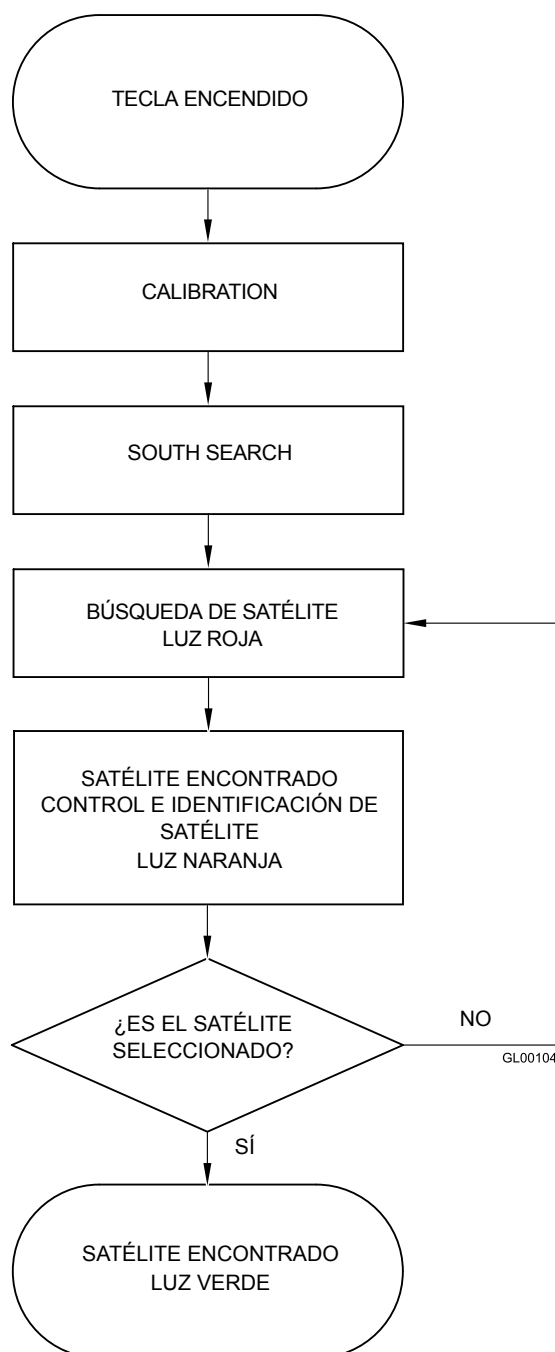 TECLA ENCENDIDO
CALIBRATION
SOUTH SEARCH
BÚSQUEDA DE SATÉLITE
LUZ ROJA
SATÉLITE ENCONTRADO
CONTROL E IDENTIFICACIÓN DE
SATÉLITE
LUZ NARANJA
¿ES EL SATÉLITE
SELECCIONADO?
NO
GL00104
SÍ
SATÉLITE ENCONTRADO
LUZ VERDE